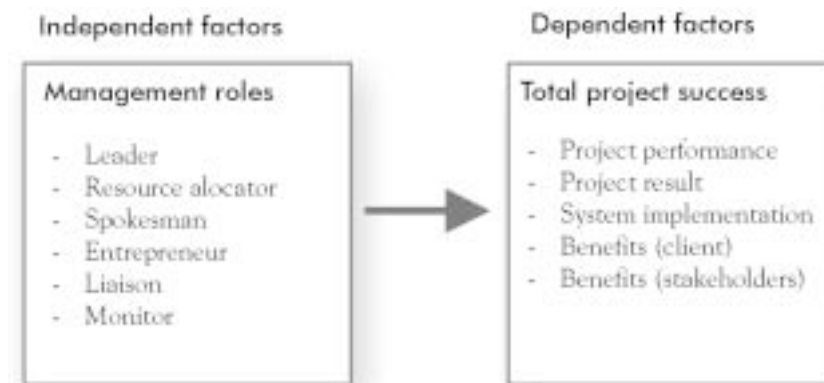 Independent factors
Management roles
- Leader
- Resource alocator
- Spokesman
- Entrepreneur
- Liaison
- Monitor
Dependent factors
Total project success
- Project performance
- Project result
- System implementation
- Benefits (client)
- Benefits (stakeholders)